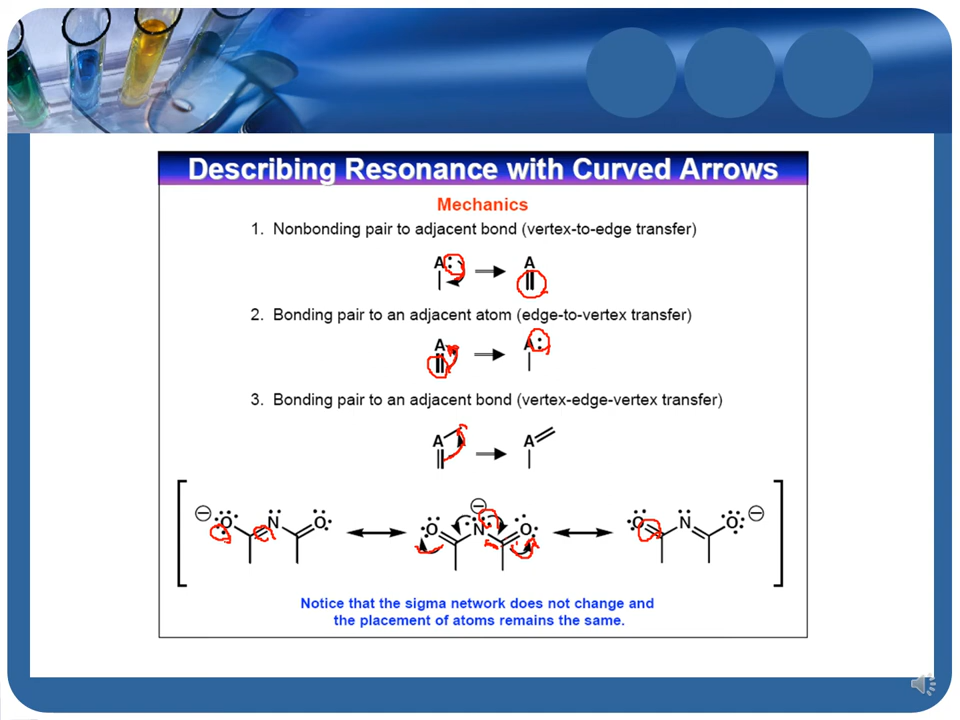 Describing Resonance with Curved Arrows
Mechanics
1. Nonbonding pair to adjacent bond (vertex-to-edge transfer)
A: A
2. Bonding pair to an adjacent atom (edge-to-vertex transfer)
A A:
3. Bonding pair to an adjacent bond (vertex-edge-vertex transfer)
A A
O N O O N O O N O
Notice that the sigma network does not change and
the placement of atoms remains the same.